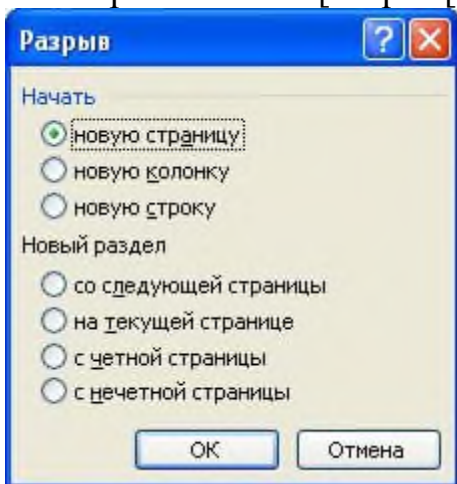 Разрыв
Начать
новую страницу
новую колонку
новую строку
Новый раздел
со следующей страницы
на текущей странице
с четной страницы
с нечетной страницы
ОК Отмена